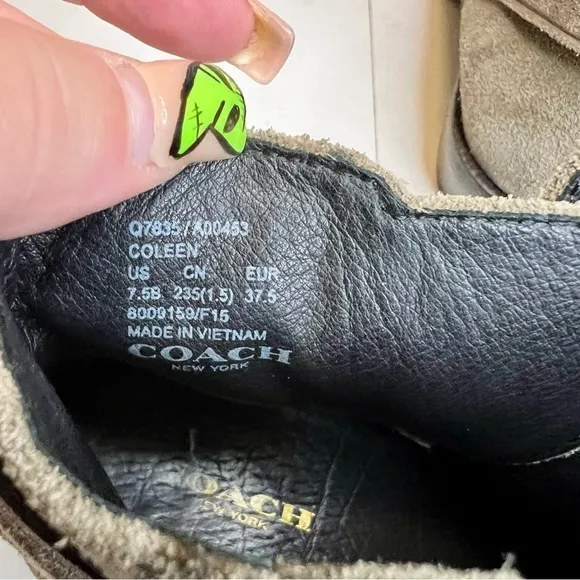 Q7835 / A00453
COLEEN
US CN EUR
7.5B 235(1.5) 37.5
8009159/F15
MADE IN VIETNAM
COACH
NEW YORK
COACH
NEW YORK